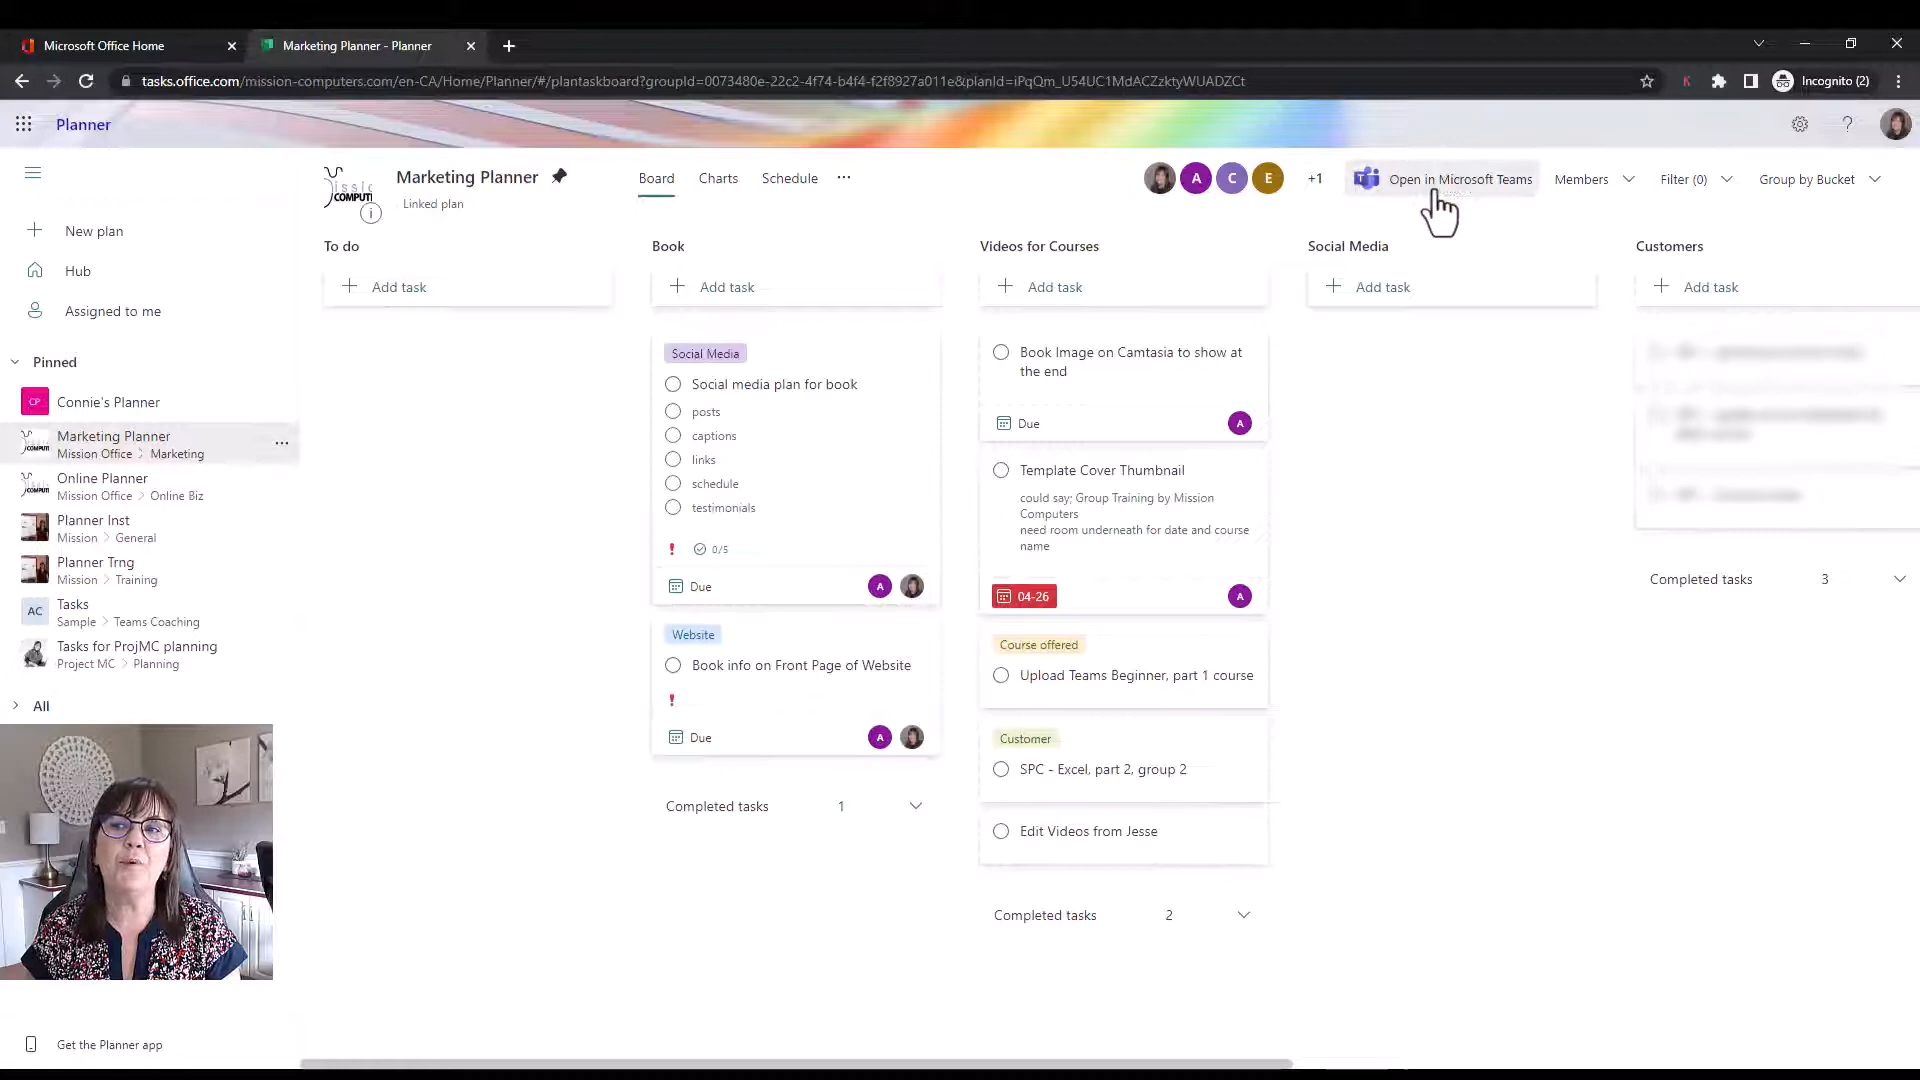 Microsoft Office Home
Marketing Planner - Planner
tasks.office.com/mission-computers.com/en-CA/Home/Planner/#/plantaskboard?groupId=0073480e-22c2-4f74-b4f4-f2f8927a011e&planId=iPqQm_U54UC1MdACZzktyWUADZCt
Incognito (2)
Planner
Marketing Planner
Linked plan
Board
Charts
Schedule
A
C
E
+1
Open in Microsoft Teams
Members
Filter (0)
Group by Bucket
New plan
Hub
Assigned to me
Pinned
CP
Connie's Planner
Marketing Planner
Mission Office > Marketing
Online Planner
Mission Office > Online Biz
Planner Inst
Mission > General
Planner Trng
Mission > Training
AC
Tasks
Sample > Teams Coaching
Tasks for ProjMC planning
Project MC > Planning
All
Get the Planner app
To do
Add task
Book
Add task
Social Media
Social media plan for book
posts
captions
links
schedule
testimonials
0/5
Due
A
Website
Book info on Front Page of Website
Due
A
Completed tasks 1
Videos for Courses
Add task
Book Image on Camtasia to show at
the end
Due
A
Template Cover Thumbnail
could say; Group Training by Mission
Computers
need room underneath for date and course
name
04-26
A
Course offered
Upload Teams Beginner, part 1 course
Customer
SPC - Excel, part 2, group 2
Edit Videos from Jesse
Completed tasks 2
Social Media
Add task
Customers
Add task
Completed tasks 3